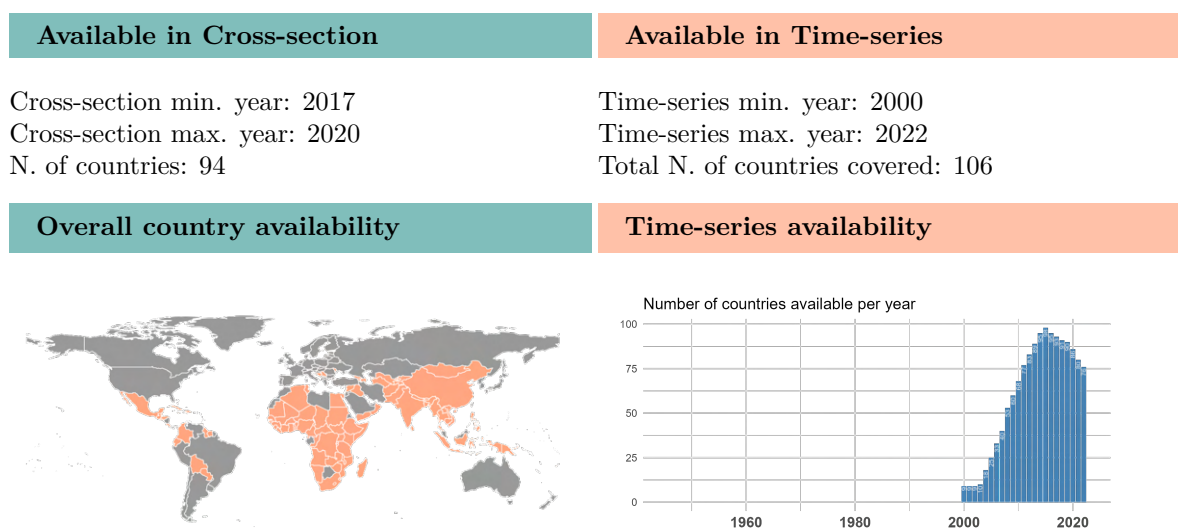 Available in Cross-section
Available in Time-series
Cross-section min. year: 2017
Cross-section max. year: 2020
N. of countries: 94
Time-series min. year: 2000
Time-series max. year: 2022
Total N. of countries covered: 106
Overall country availability
Time-series availability
Number of countries available per year
100
75
50
25
0
1960
1980
2000
2020